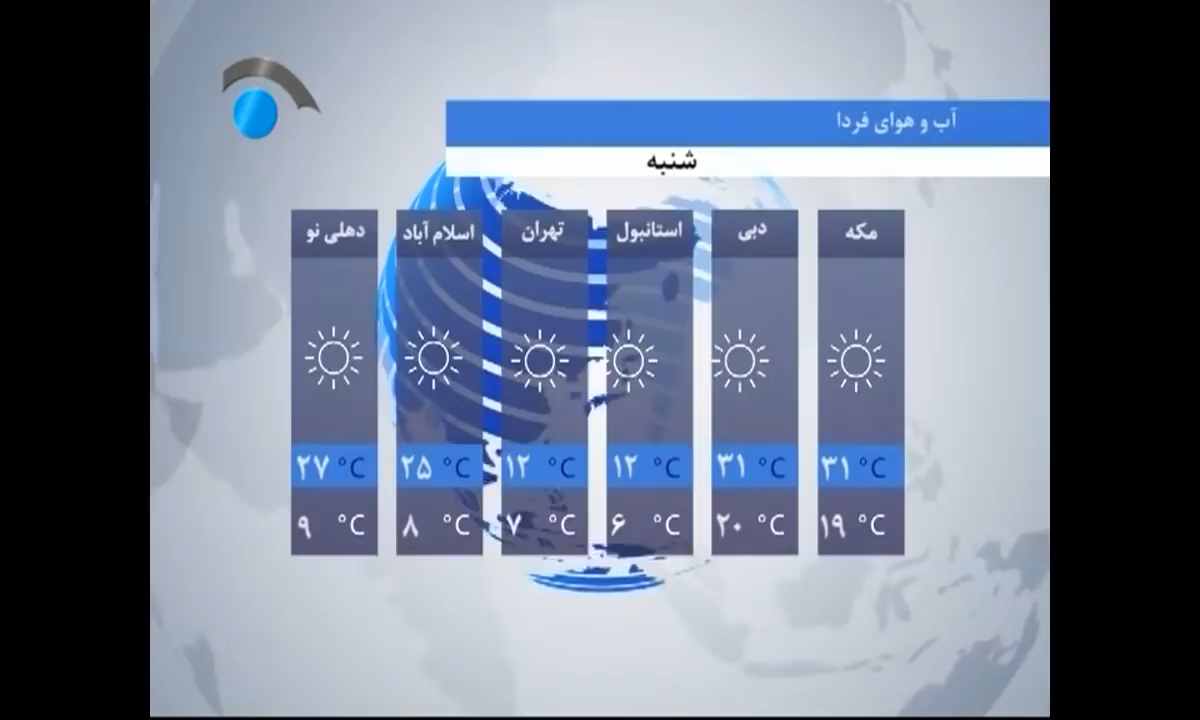 آب و هوای فردا
شنبه
مکه دبی استانبول تهران اسلام آباد دهلی نو
۳۱ °C ۳۱ °C ۱۲ °C ۱۲ °C ۲۵ °C ۲۷ °C
۱۹ °C ۲۰ °C ۶ °C ۷ °C ۸ °C ۹ °C